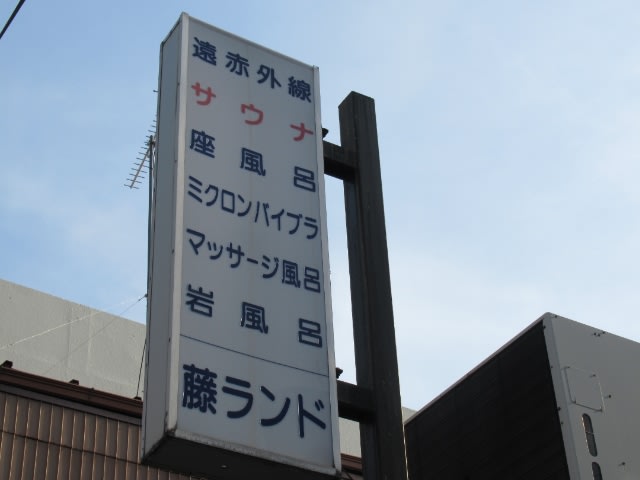 遠赤外線
サウナ
座風呂
ミクロンバイブラ
マッサージ風呂
岩風呂
藤ランド